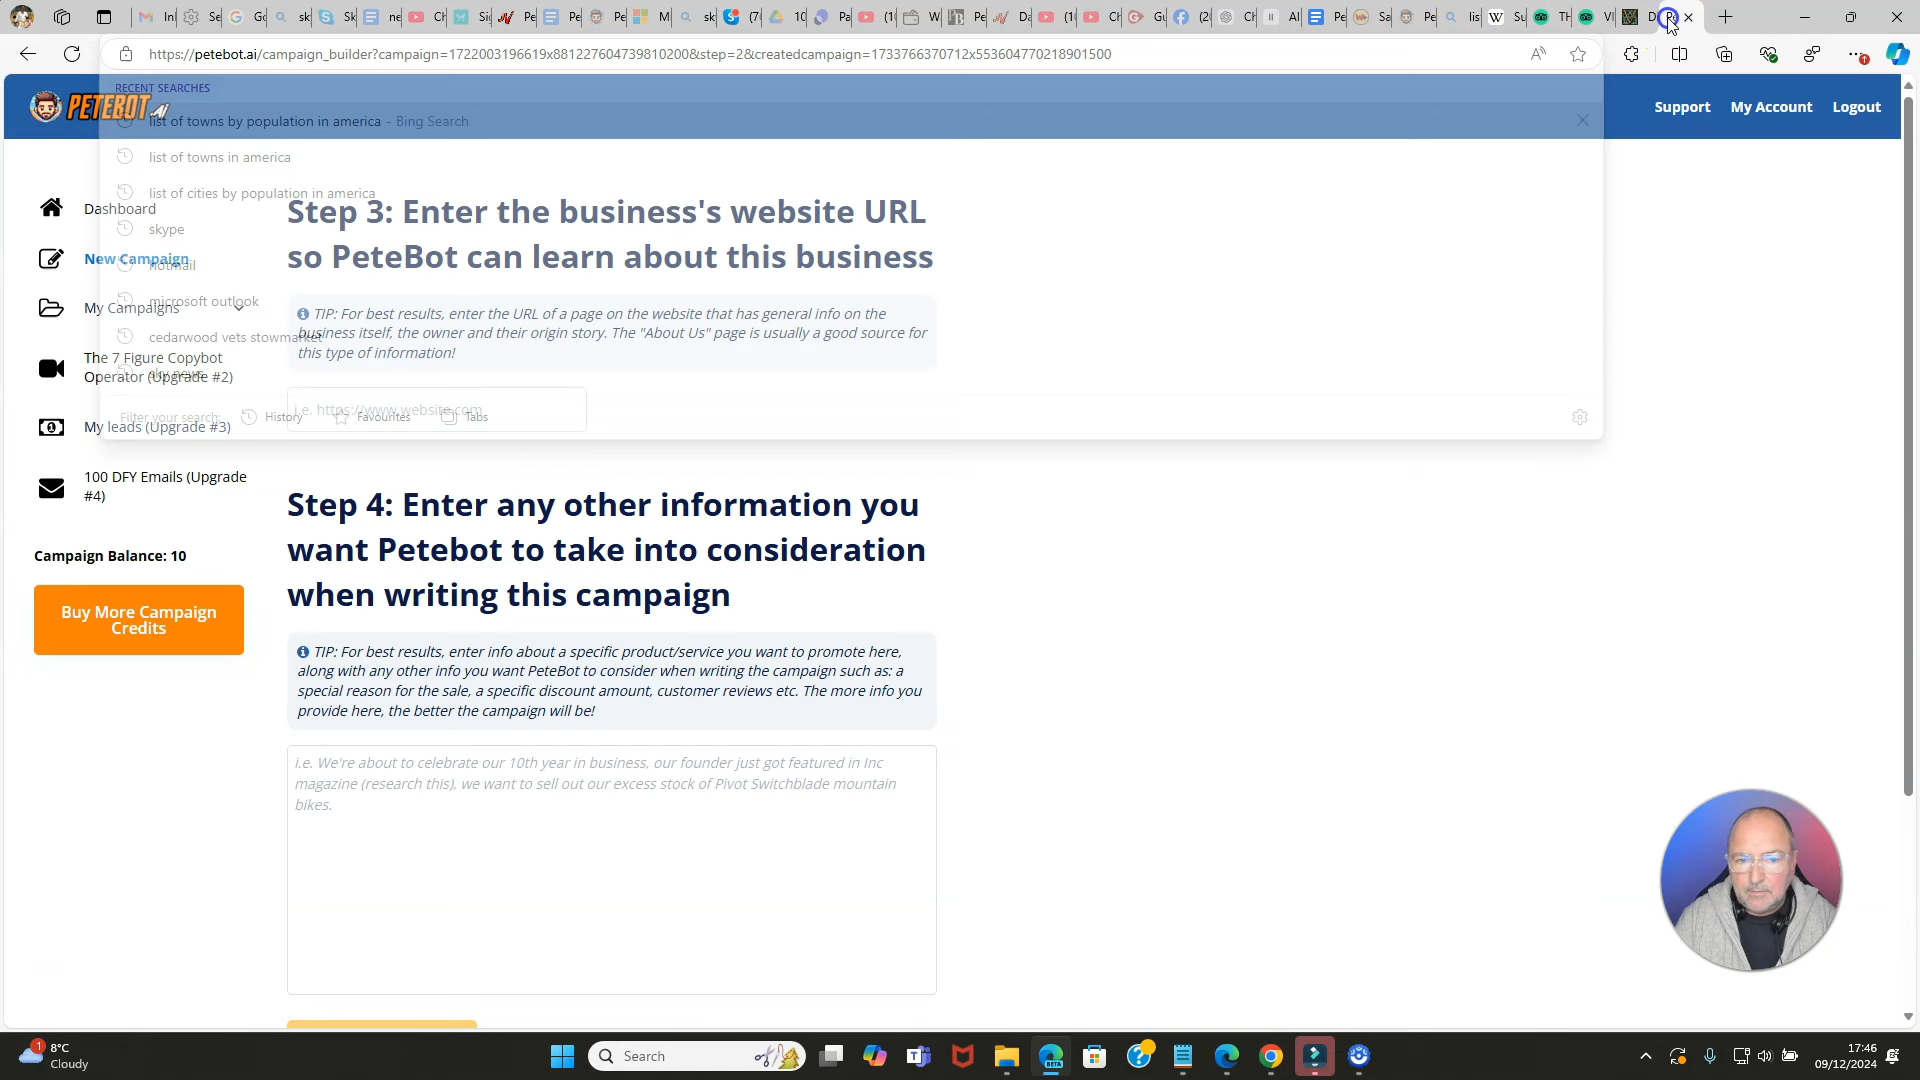 https://petebot.ai/campaign_builder?campaign=1722003196619x881227604739810200&step=2&createdcampaign=1733766370712x553604770218901500
RECENT SEARCHES
PETEBOT.AI
Support
My Account
Logout
list of towns by population in america - Bing Search
list of towns in america
list of cities by population in america
skype
hotmail
microsoft outlook
cedarwood vets stowmarket
sky news
Filter your search:
History
Favourites
Tabs
Dashboard
New Campaign
My Campaigns
The 7 Figure Copybot
Operator (Upgrade #2)
My leads (Upgrade #3)
100 DFY Emails (Upgrade
#4)
Campaign Balance: 10
Buy More Campaign
Credits
Step 3: Enter the business's website URL
so PeteBot can learn about this business
TIP: For best results, enter the URL of a page on the website that has general info on the
business itself, the owner and their origin story. The "About Us" page is usually a good source for
this type of information!
i.e. https://www.website.com
Step 4: Enter any other information you
want Petebot to take into consideration
when writing this campaign
TIP: For best results, enter info about a specific product/service you want to promote here,
along with any other info you want PeteBot to consider when writing the campaign such as: a
special reason for the sale, a specific discount amount, customer reviews etc. The more info you
provide here, the better the campaign will be!
i.e. We're about to celebrate our 10th year in business, our founder just got featured in Inc
magazine (research this), we want to sell out our excess stock of Pivot Switchblade mountain
bikes.
1
8°C
Cloudy
Search
BETA
17:46
09/12/2024